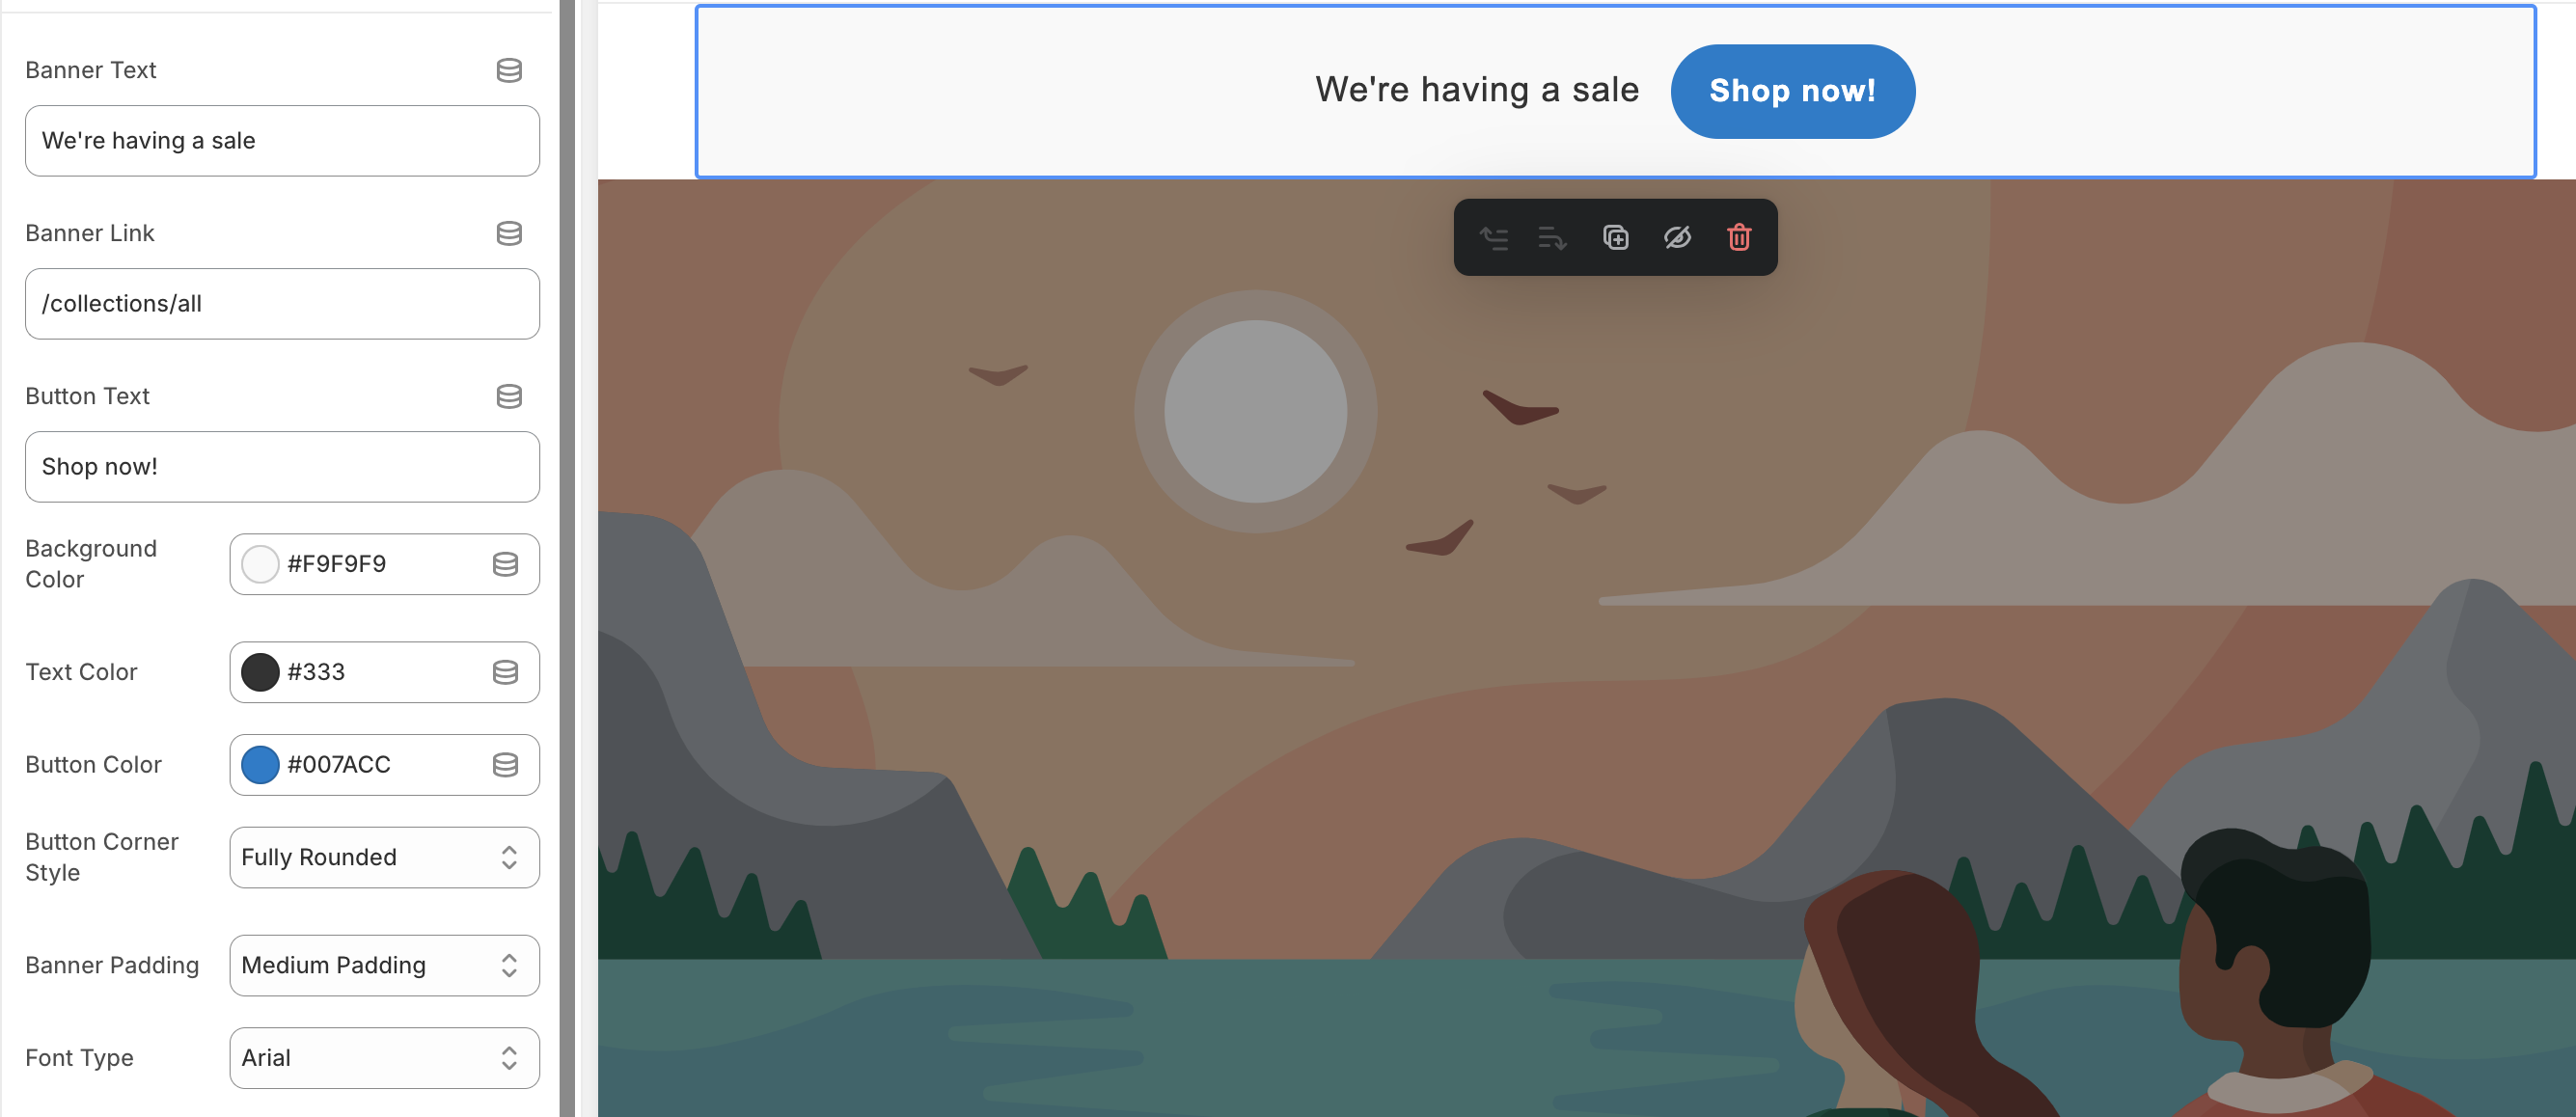 Banner Text
We're having a sale
Banner Link
/collections/all
Button Text
Shop now!
Background
Color
#F9F9F9
Text Color
#333
Button Color
#007ACC
Button Corner
Style
Fully Rounded
Banner Padding
Medium Padding
Font Type
Arial
We're having a sale
Shop now!